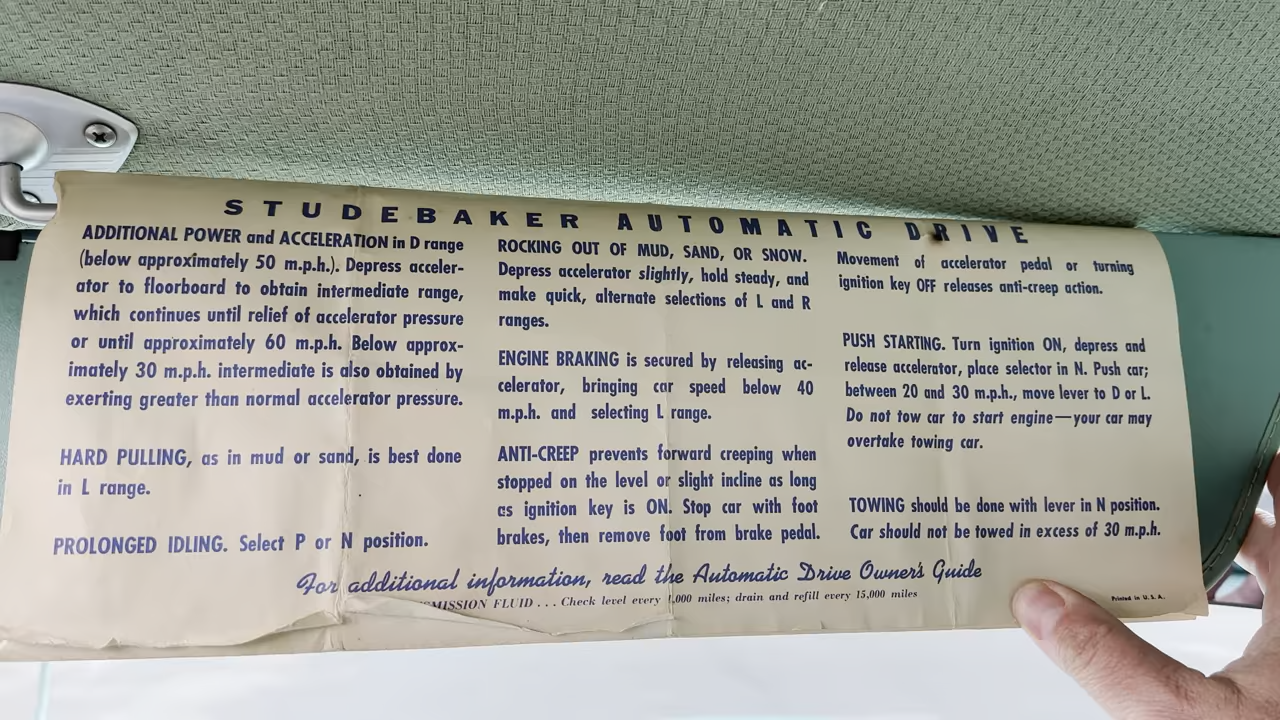 STUDEBAKER AUTOMATIC DRIVE
ADDITIONAL POWER and ACCELERATION in D range
(below approximately 50 m.p.h.). Depress acceler-
ator to floorboard to obtain intermediate range,
which continues until relief of accelerator pressure
or until approximately 60 m.p.h. Below approx-
imately 30 m.p.h. intermediate is also obtained by
exerting greater than normal accelerator pressure.
HARD PULLING, as in mud or sand, is best done
in L range.
PROLONGED IDLING. Select P or N position.
ROCKING OUT OF MUD, SAND, OR SNOW.
Depress accelerator slightly, hold steady, and
make quick, alternate selections of L and R
ranges.
ENGINE BRAKING is secured by releasing ac-
celerator, bringing car speed below 40
m.p.h. and selecting L range.
ANTI-CREEP prevents forward creeping when
stopped on the level or slight incline as long
as ignition key is ON. Stop car with foot
brakes, then remove foot from brake pedal.
Movement of accelerator pedal or turning
ignition key OFF releases anti-creep action.
PUSH STARTING. Turn ignition ON, depress and
release accelerator, place selector in N. Push car;
between 20 and 30 m.p.h., move lever to D or L.
Do not tow car to start engine—your car may
overtake towing car.
TOWING should be done with lever in N position.
Car should not be towed in excess of 30 m.p.h.
For additional information, read the Automatic Drive Owner's Guide
MISSION FLUID . . . Check level every ,000 miles; drain and refill every 15,000 miles
Printed in U.S.A.